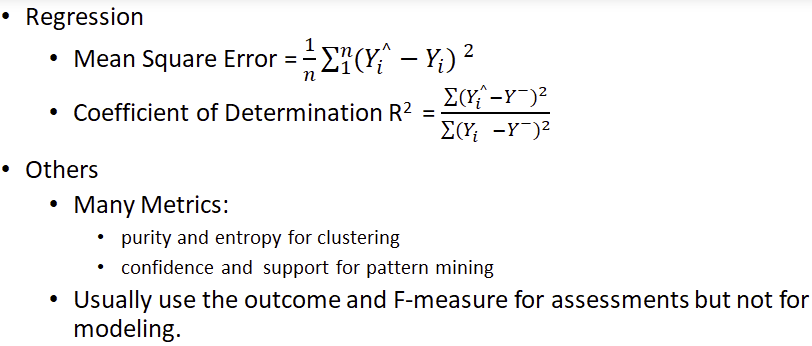 • Regression
• Mean Square Error = \frac{1}{n} \sum_{1}^{n} (Y_i^{\wedge} − Y_i)^2
• Coefficient of Determination R² = \frac{\sum (Y_i^{\wedge} − Y^{−})^2}{\sum (Y_i − Y^{−})^2}
• Others
• Many Metrics:
• purity and entropy for clustering
• confidence and support for pattern mining
• Usually use the outcome and F-measure for assessments but not for
modeling.